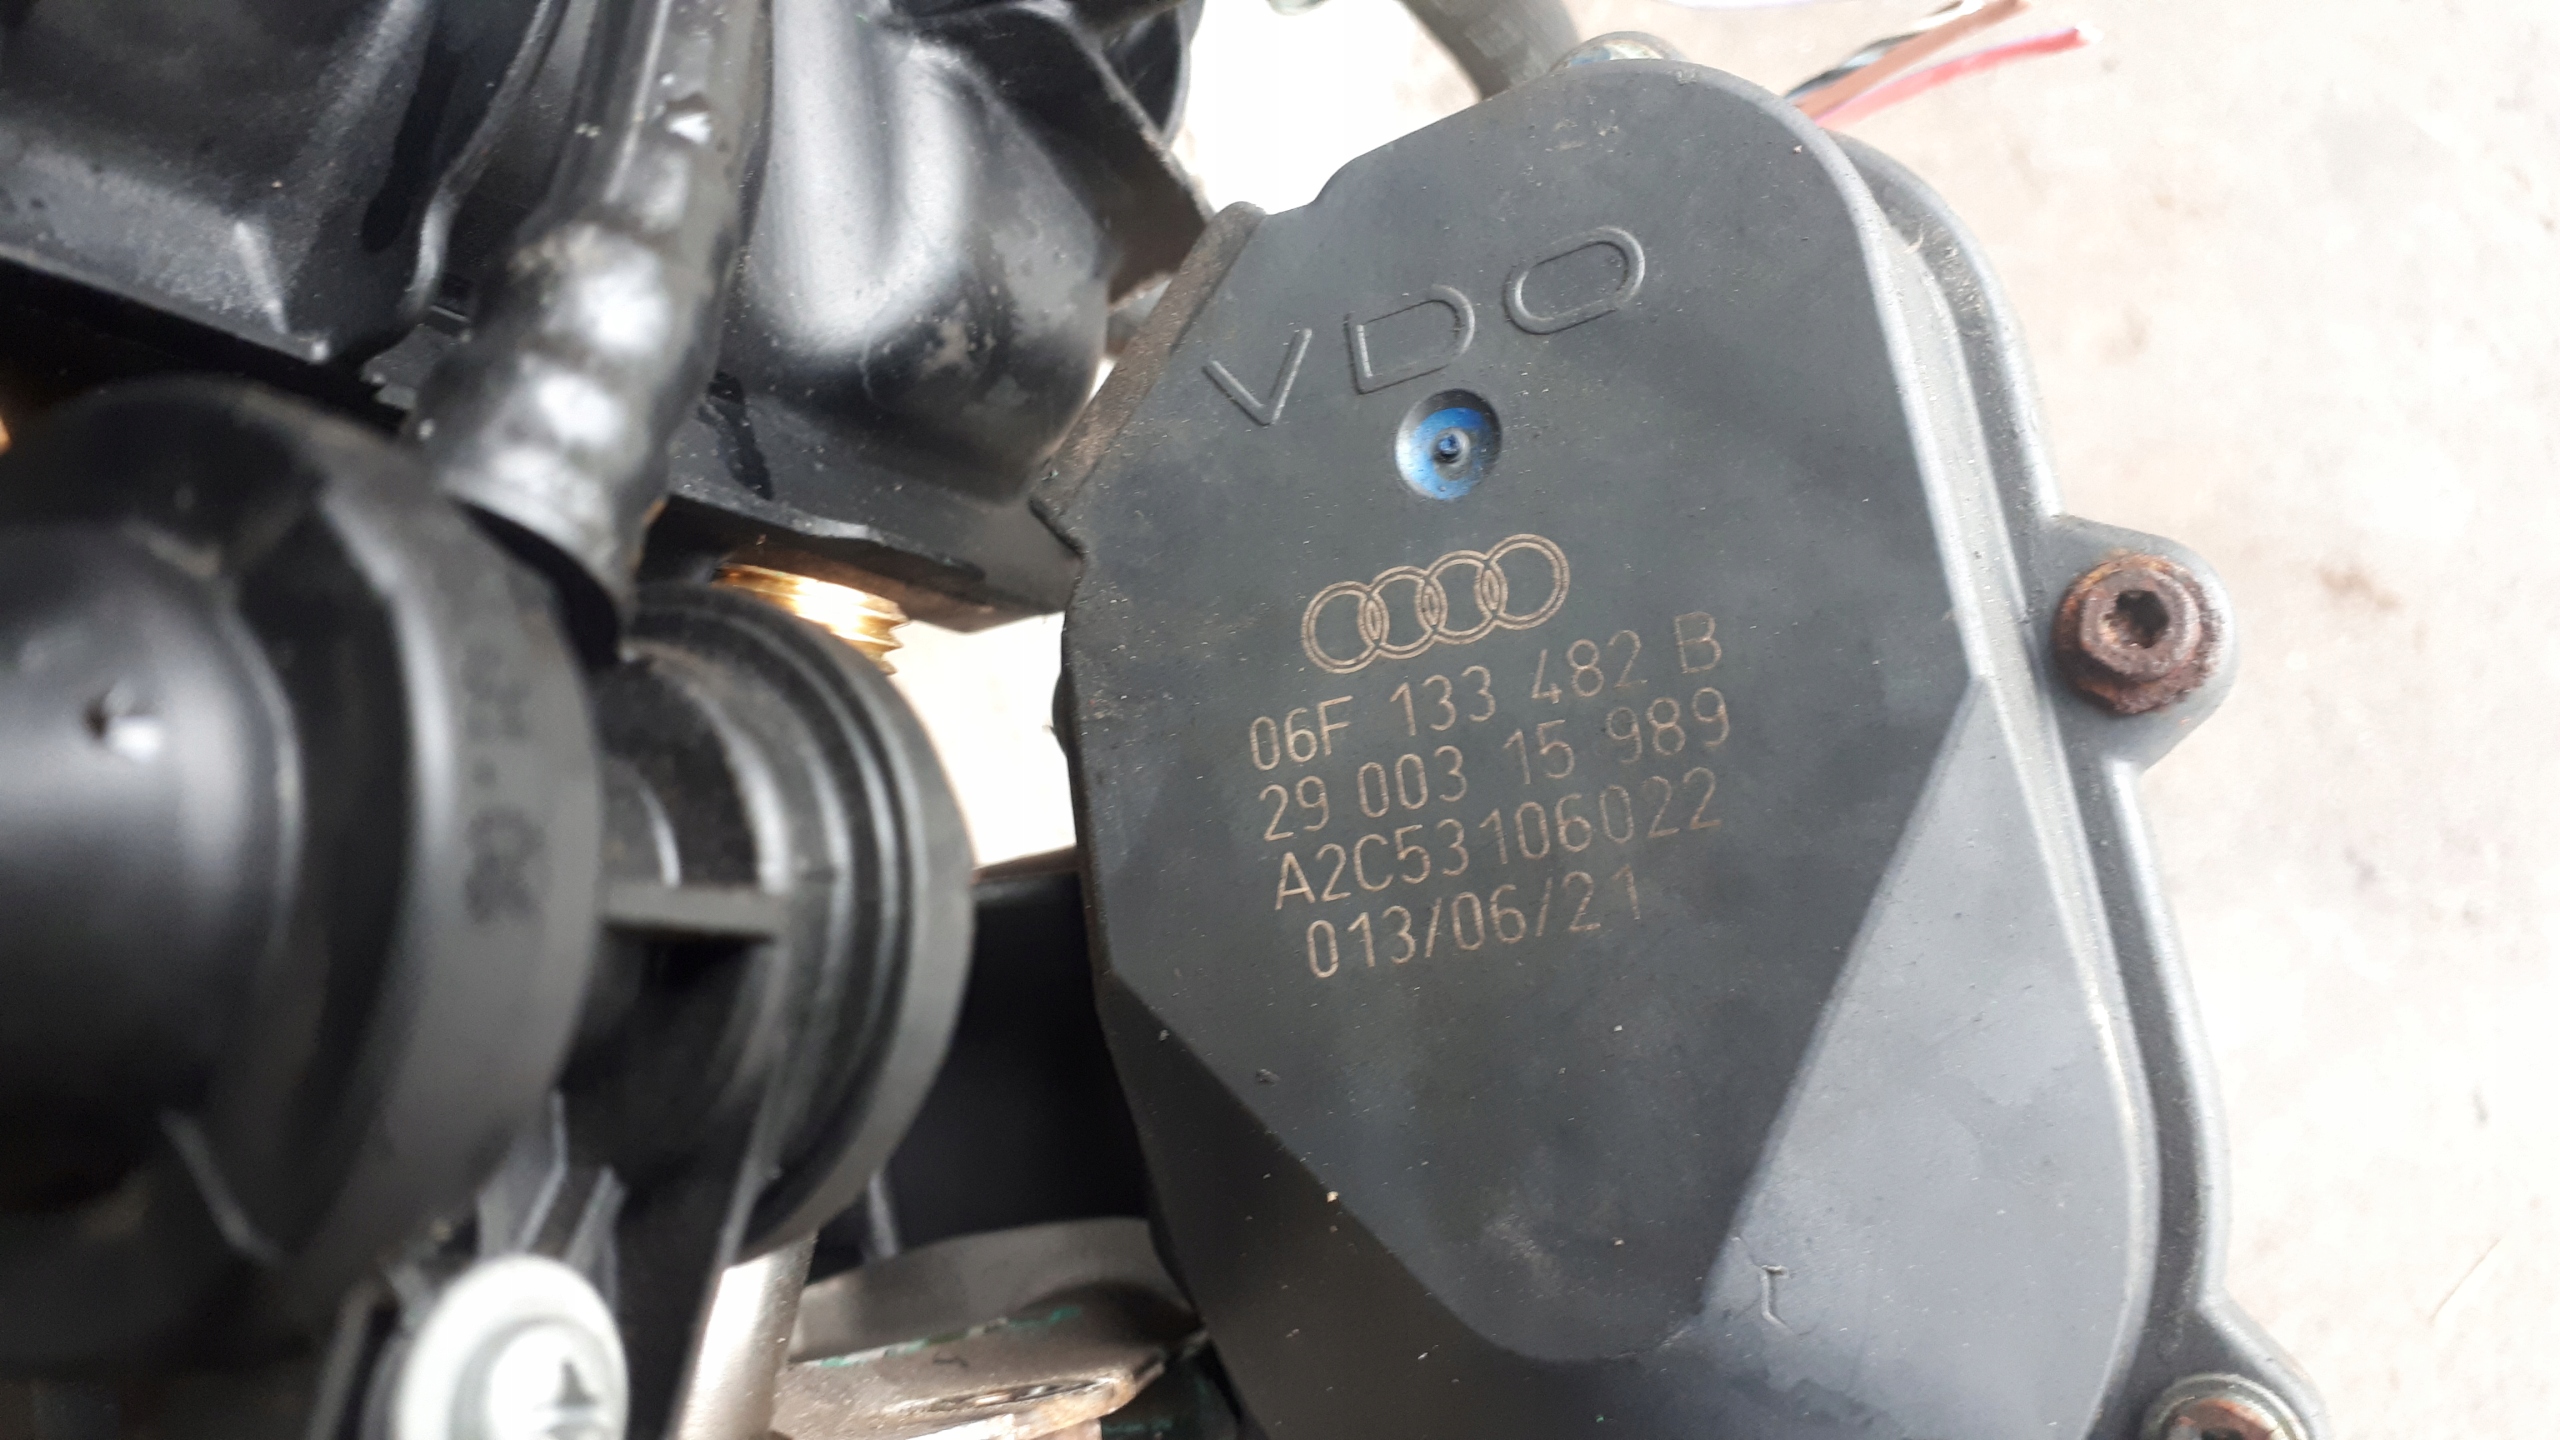 VDO
06F 133 482 B
29 003 15 989
A2C53106022
013/06/21